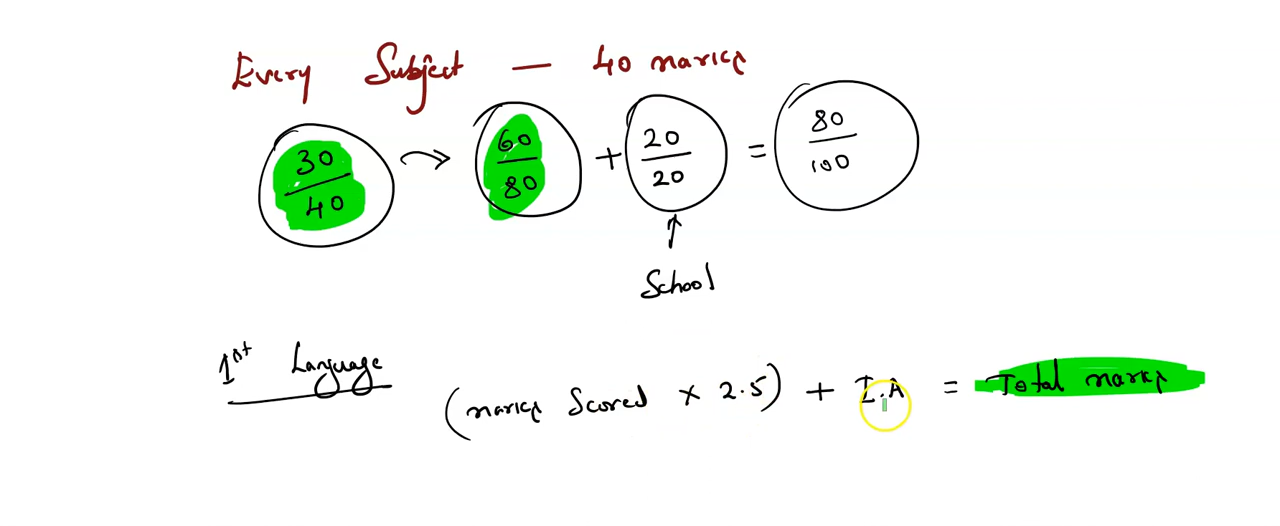 Every Subject — 40 marks
30/40 → 60/80 + 20/20 = 80/100
School
1st Language
(marks Scored × 2.5) + I.A = Total marks